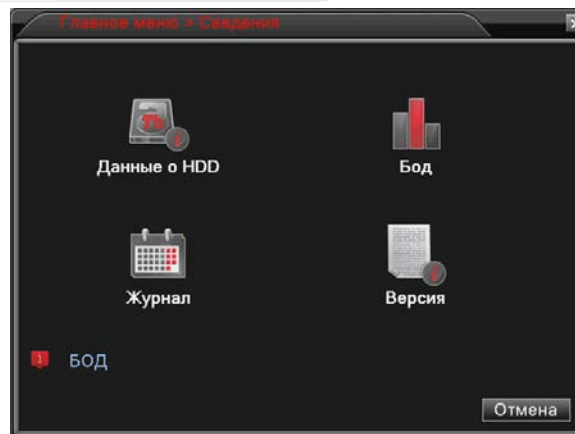 Главное меню > Сведения
Данные о HDD
Бод
Журнал
Версия
БОД
Отмена